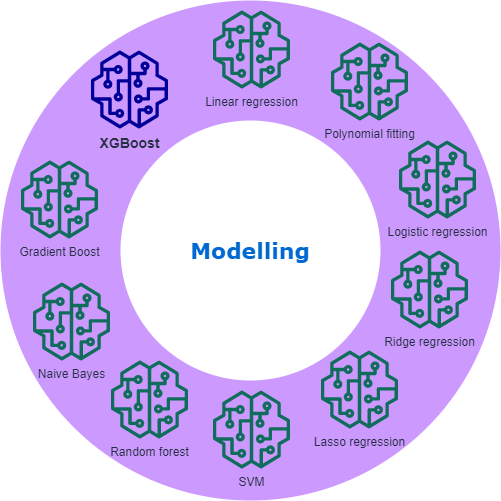 Linear regression
Polynomial fitting
XGBoost
Logistic regression
Gradient Boost
Modelling
Ridge regression
Naive Bayes
Lasso regression
Random forest
SVM